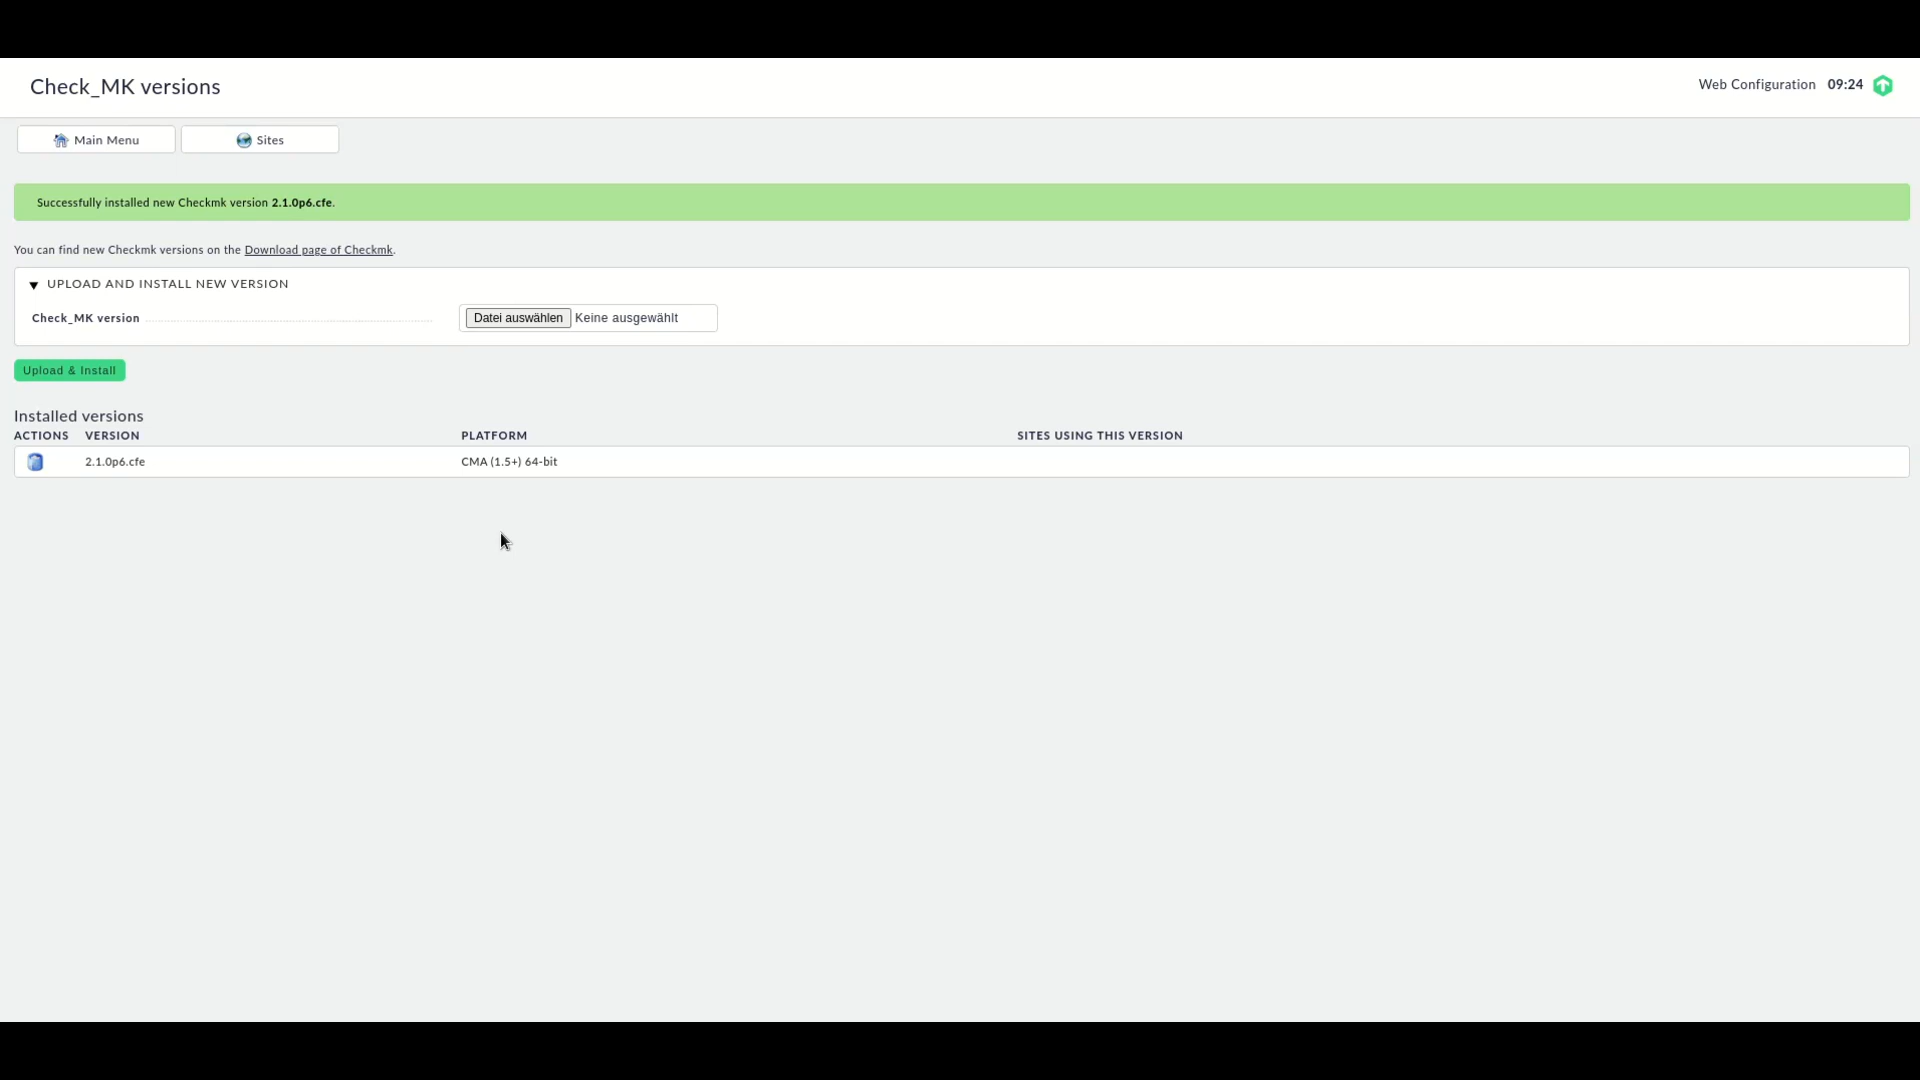 Check_MK versions
Web Configuration 09:24
Main Menu
Sites
Successfully installed new Checkmk version 2.1.0p6.cfe.
You can find new Checkmk versions on the Download page of Checkmk.
UPLOAD AND INSTALL NEW VERSION
Check_MK version
Datei auswählen Keine ausgewählt
Upload & Install
Installed versions
ACTIONS VERSION PLATFORM SITES USING THIS VERSION
2.1.0p6.cfe CMA (1.5+) 64-bit